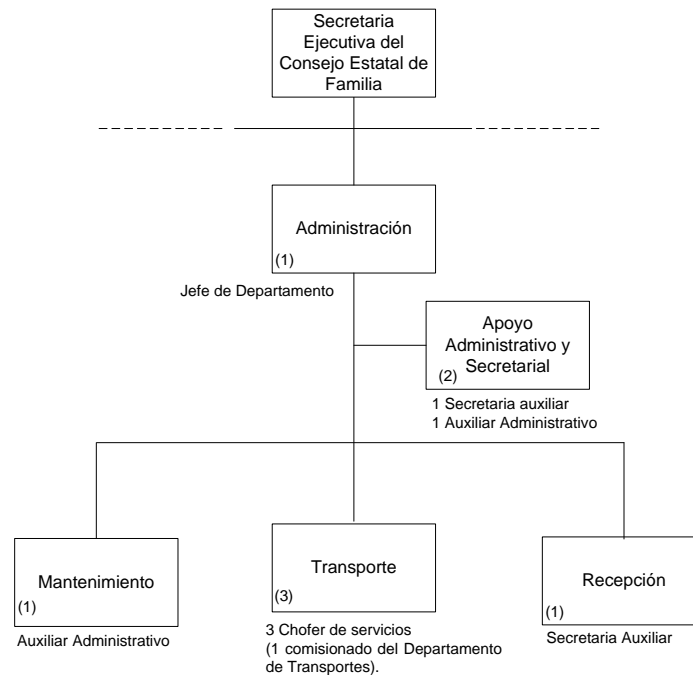 Secretaria
Ejecutiva del
Consejo Estatal de
Familia
Administración
(1)
Jefe de Departamento
Apoyo
Administrativo y
Secretarial
(2)
1 Secretaria auxiliar
1 Auxiliar Administrativo
Mantenimiento
(1)
Auxiliar Administrativo
Transporte
(3)
3 Chofer de servicios
(1 comisionado del Departamento
de Transportes).
Recepción
(1)
Secretaria Auxiliar